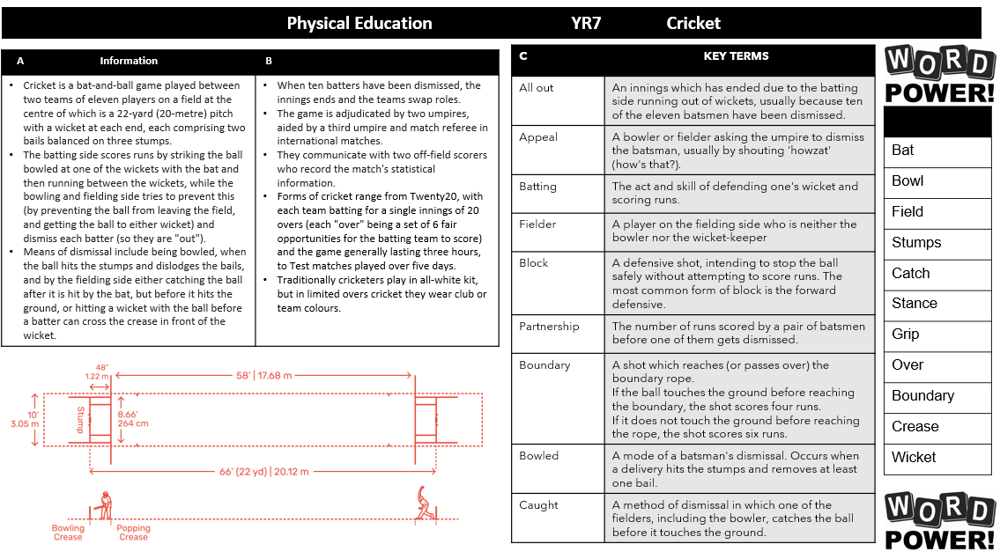 Physical Education YR7 Cricket
A Information B
• Cricket is a bat-and-ball game played between
two teams of eleven players on a field at the
centre of which is a 22-yard (20-metre) pitch
with a wicket at each end, each comprising two
bails balanced on three stumps.
• The batting side scores runs by striking the ball
bowled at one of the wickets with the bat and
then running between the wickets, while the
bowling and fielding side tries to prevent this
(by preventing the ball from leaving the field,
and getting the ball to either wicket) and
dismiss each batter (so they are "out").
• Means of dismissal include being bowled, when
the ball hits the stumps and dislodges the bails,
and by the fielding side either catching the ball
after it is hit by the bat, but before it hits the
ground, or hitting a wicket with the ball before
a batter can cross the crease in front of the
wicket.
• When ten batters have been dismissed, the
innings ends and the teams swap roles.
• The game is adjudicated by two umpires,
aided by a third umpire and match referee in
international matches.
• They communicate with two off-field scorers
who record the match's statistical
information.
• Forms of cricket range from Twenty20, with
each team batting for a single innings of 20
overs (each "over" being a set of 6 fair
opportunities for the batting team to score)
and the game generally lasting three hours,
to Test matches played over five days.
• Traditionally cricketers play in all-white kit,
but in limited overs cricket they wear club or
team colours.
48"
1.22 m
58' | 17.68 m
10'
3.05 m
Stump
8.66'
264 cm
66' (22 yd) | 20.12 m
Bowling
Crease
Popping
Crease
C KEY TERMS
All out
An innings which has ended due to the batting
side running out of wickets, usually because ten
of the eleven batsmen have been dismissed.
Appeal
A bowler or fielder asking the umpire to dismiss
the batsman, usually by shouting 'howzat'
(how's that?).
Batting
The act and skill of defending one's wicket and
scoring runs.
Fielder
A player on the fielding side who is neither the
bowler nor the wicket-keeper
Block
A defensive shot, intending to stop the ball
safely without attempting to score runs. The
most common form of block is the forward
defensive.
Partnership
The number of runs scored by a pair of batsmen
before one of them gets dismissed.
Boundary
A shot which reaches (or passes over) the
boundary rope.
If the ball touches the ground before reaching
the boundary, the shot scores four runs.
If it does not touch the ground before reaching
the rope, the shot scores six runs.
Bowled
A mode of a batsman's dismissal. Occurs when
a delivery hits the stumps and removes at least
one bail.
Caught
A method of dismissal in which one of the
fielders, including the bowler, catches the ball
before it touches the ground.
WORD
POWER!
Bat
Bowl
Field
Stumps
Catch
Stance
Grip
Over
Boundary
Crease
Wicket
WORD
POWER!